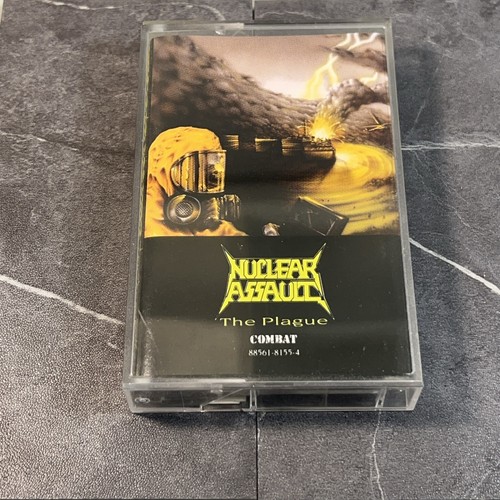 NUCLEAR
ASSAULT
The Plague
COMBAT
88561-8155-4